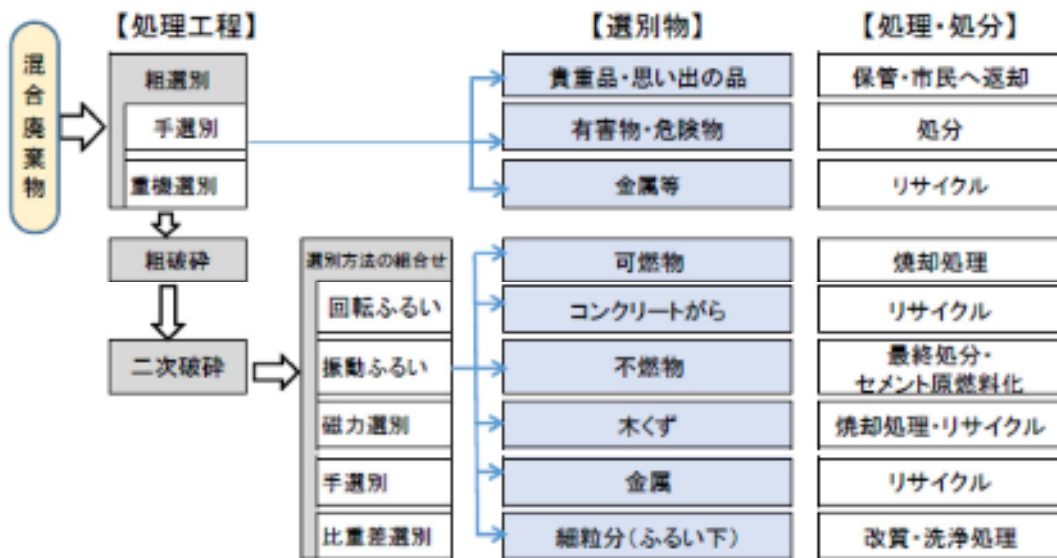 【処理工程】
【選別物】
【処理・処分】
混合廃棄物
粗選別
手選別
重機選別
貴重品・思い出の品
保管・市民へ返却
有害物・危険物
処分
金属等
リサイクル
粗破砕
二次破砕
選別方法の組合せ
回転ふるい
振動ふるい
磁力選別
手選別
比重差選別
可燃物
焼却処理
コンクリートがら
リサイクル
不燃物
最終処分・
セメント原燃料化
木くず
焼却処理・リサイクル
金属
リサイクル
細粒分（ふるい下）
改質・洗浄処理